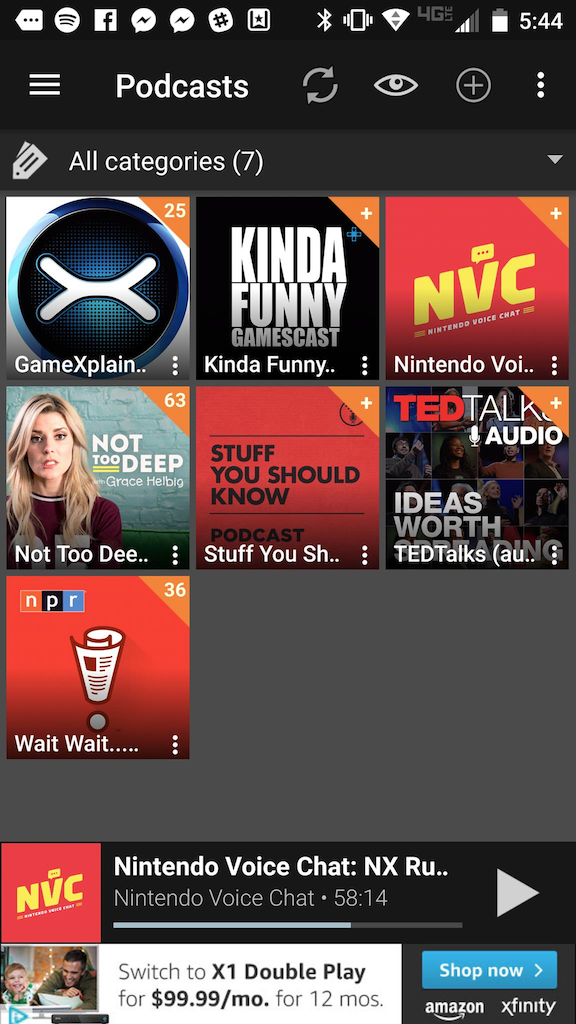 4G LTE
5:44
Podcasts
All categories (7)
25
GameXplain..
+
KINDA
FUNNY
GAMESCAST
Kinda Funny..
+
NVC
NINTENDO VOICE CHAT
Nintendo Voi..
63
NOT
TOO DEEP
with Grace Helbig
Not Too Dee..
+
STUFF
YOU SHOULD
KNOW
PODCAST
Stuff You Sh..
+
TEDTALKS
AUDIO
IDEAS
WORTH
SPREADING
TEDTalks (au..
36
npr
Wait Wait.....
NVC
NINTENDO VOICE CHAT
Nintendo Voice Chat: NX Ru..
Nintendo Voice Chat • 58:14
Switch to X1 Double Play
for $99.99/mo. for 12 mos.
Shop now >
amazon xfinity